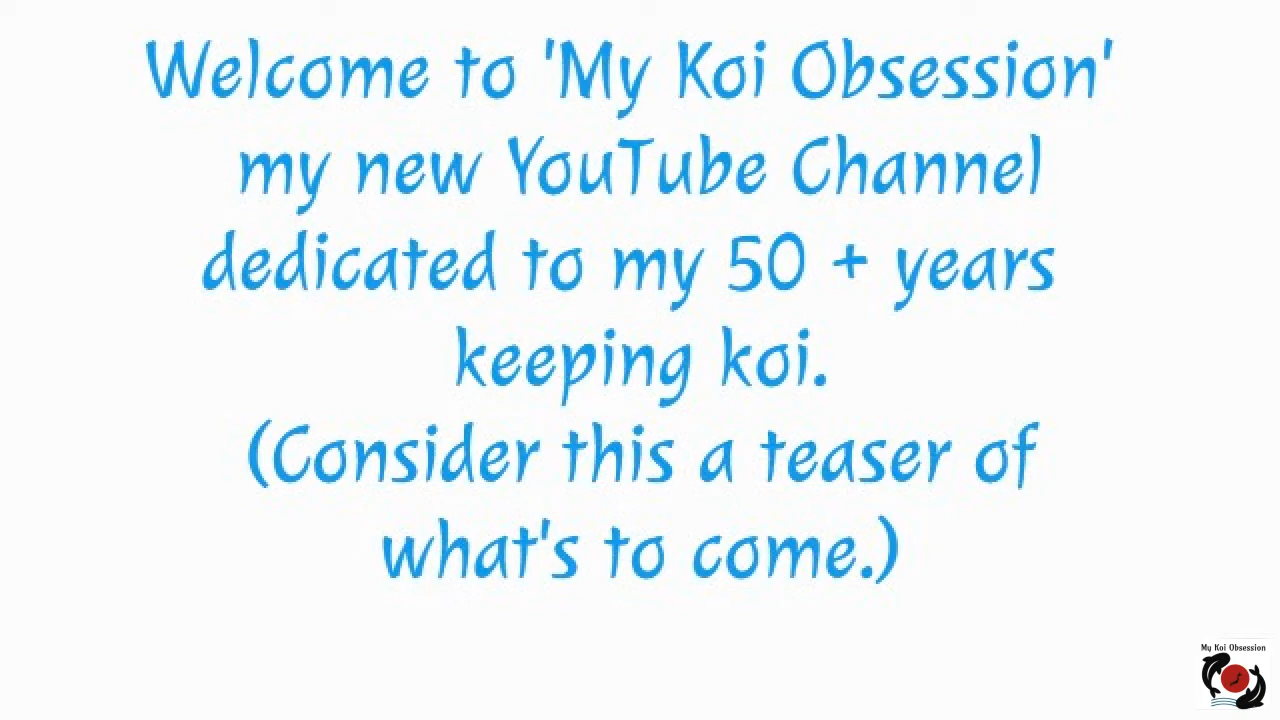 Welcome to 'My Koi Obsession'
my new YouTube Channel
dedicated to my 50 + years
keeping koi.
(Consider this a teaser of
what's to come.)
My Koi Obsession